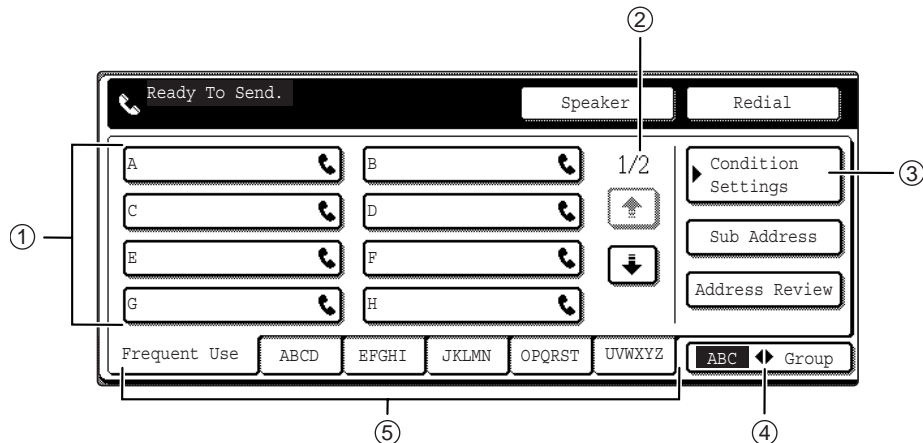 ②
Ready To Send.
Speaker
Redial
A
B
1/2
Condition
Settings
③
C
D
①
Sub Address
E
F
Address Review
G
H
Frequent Use
ABCD
EFGHI
JKLMN
OPQRST
UVWXYZ
ABC Group
⑤
④